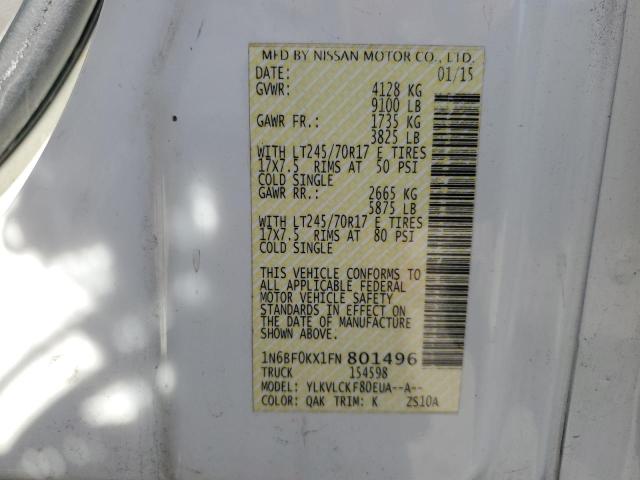 MFD BY NISSAN MOTOR CO., LTD.
DATE: 01/15
GVWR: 4128 KG
9100 LB
GAWR FR.: 1735 KG
3825 LB
WITH LT245/70R17 E TIRES
17X7.5 RIMS AT 50 PSI
COLD SINGLE
GAWR RR.: 2665 KG
5875 LB
WITH LT245/70R17 E TIRES
17X7.5 RIMS AT 80 PSI
COLD SINGLE
THIS VEHICLE CONFORMS TO
ALL APPLICABLE FEDERAL
MOTOR VEHICLE SAFETY
STANDARDS IN EFFECT ON
THE DATE OF MANUFACTURE
SHOWN ABOVE.
1N6BF0KX1FN 801496
TRUCK 154598
MODEL: YLKVLCKF80EUA--A--
COLOR: QAK TRIM: K ZS10A